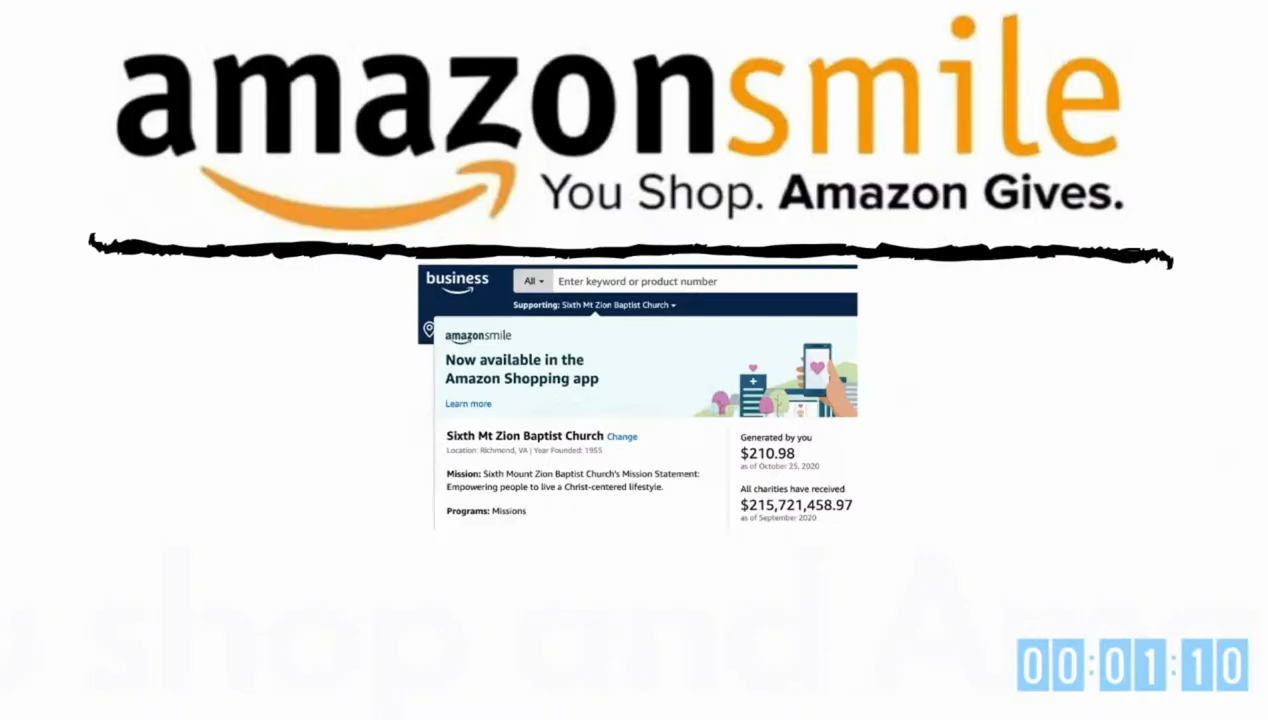 amazonsmile
You Shop. Amazon Gives.
business
All
Enter keyword or product number
Supporting: Sixth Mt Zion Baptist Church
amazonsmile
Now available in the
Amazon Shopping app
Learn more
Sixth Mt Zion Baptist Church Change
Location: Richmond, VA | Year Founded: 1955
Mission: Sixth Mount Zion Baptist Church's Mission Statement:
Empowering people to live a Christ-centered lifestyle.
Programs: Missions
Generated by you
$210.98
as of October 25, 2020
All charities have received
$215,721,458.97
as of September 2020
shop and
00:01:10